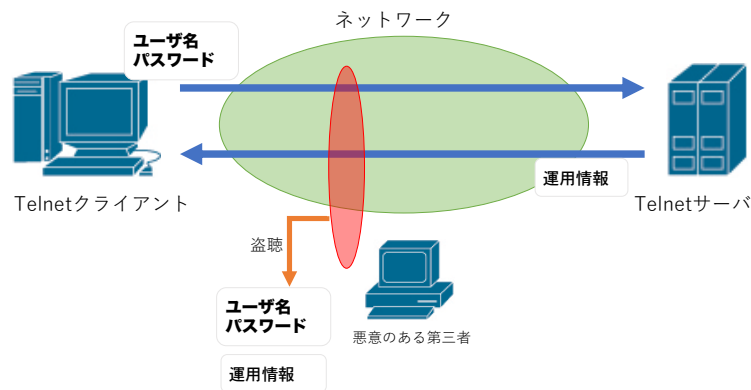 ネットワーク
ユーザ名
パスワード
運用情報
Telnetクライアント
Telnetサーバ
盗聴
ユーザ名
パスワード
悪意のある第三者
運用情報